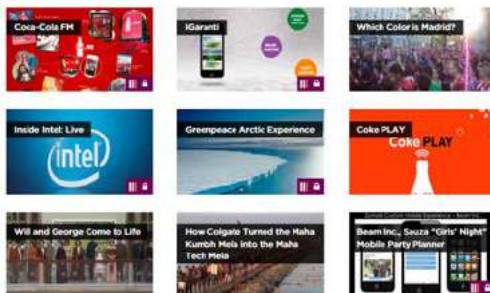 Coca-Cola FM
iGaranti
Which Color is Madrid?
Inside Intel: Live
(intel)
Greenpeace Arctic Experience
Coke PLAY
Coke PLAY
Will and George Come to Life
How Colgate Turned the Maha
Kumbh Mela into the Maha
Tech Mela
Beam Inc., Sauza "Girls' Night"
Mobile Party Planner